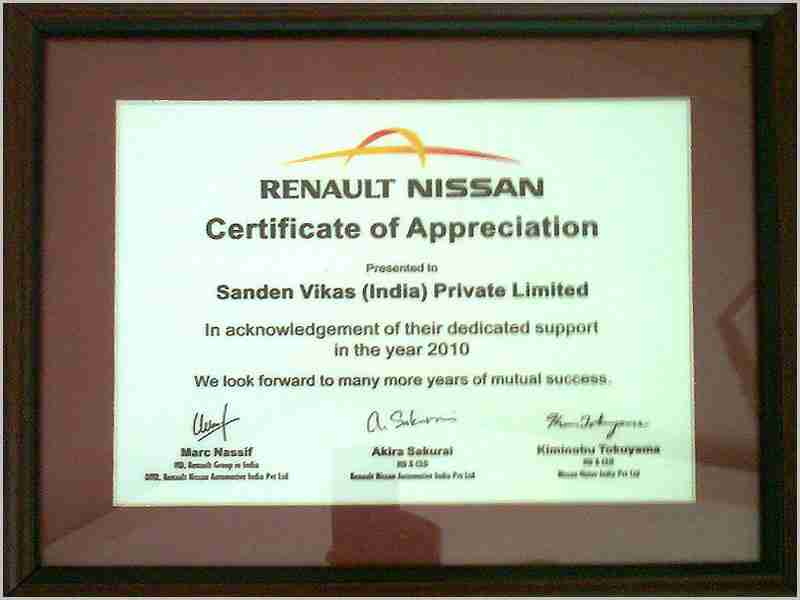 RENAULT NISSAN
Certificate of Appreciation
Presented to
Sanden Vikas (India) Private Limited
In acknowledgement of their dedicated support
in the year 2010
We look forward to many more years of mutual success.
A. Sakurai
Marc Nassif Akira Sakurai Kiminobu Tokuyama
MD, Renault Group in India MD & CEO MD & CEO
Renault Nissan Automotive India Pvt Ltd Renault Nissan Automotive India Pvt Ltd Nissan Motor India Pvt Ltd